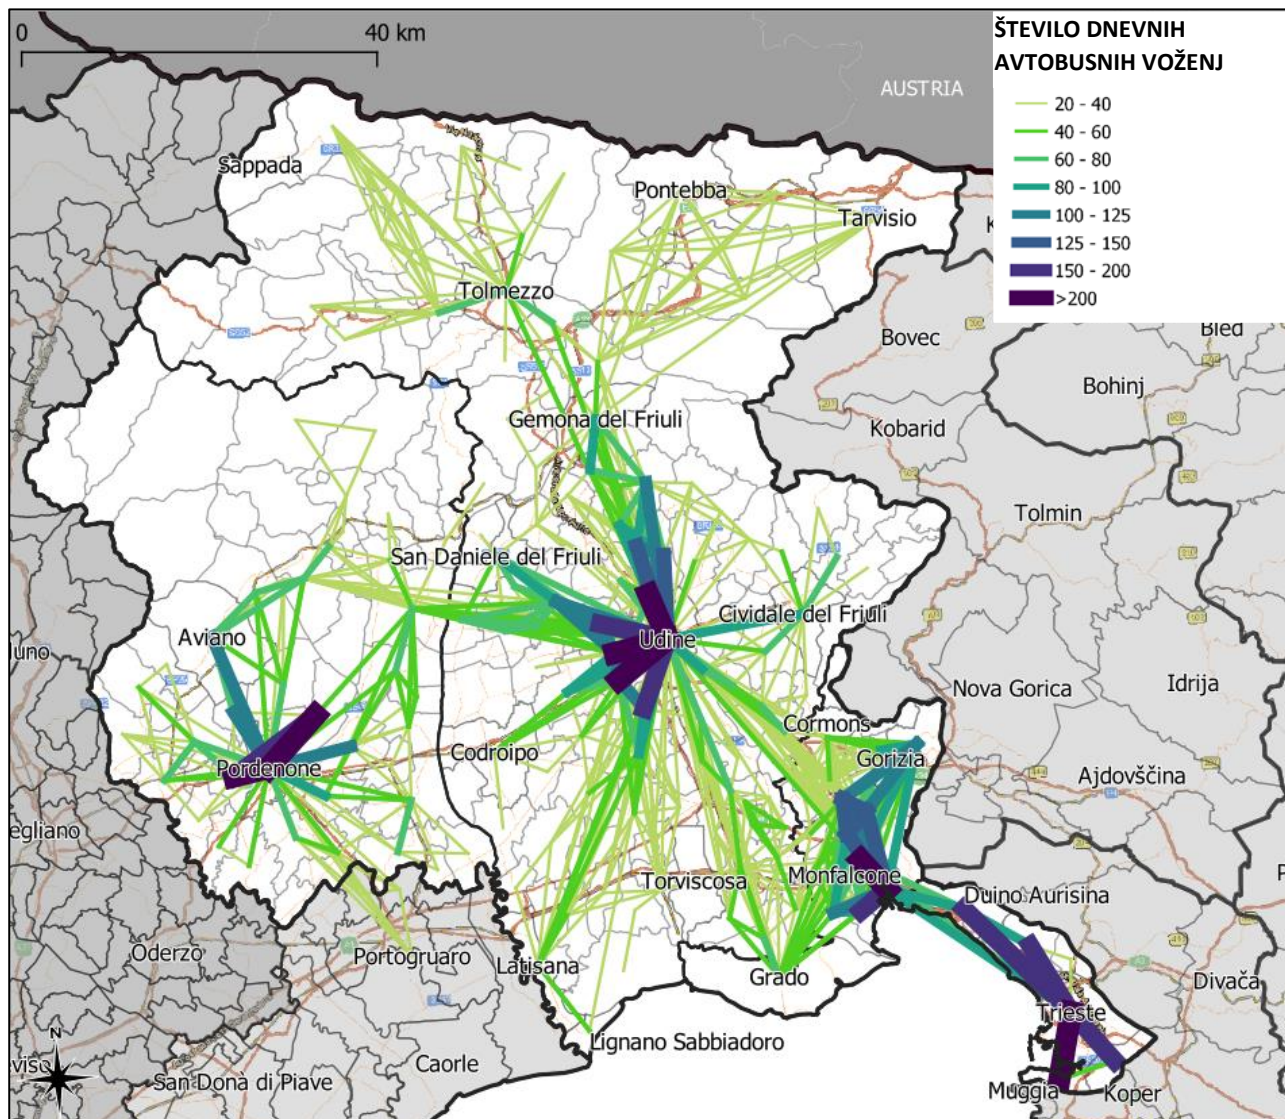 0
40 km
ŠTEVILO DNEVNIH
AVTOBUSNIH VOŽENJ
20 - 40
40 - 60
60 - 80
80 - 100
100 - 125
125 - 150
150 - 200
>200
AUSTRIA
Sappada
Pontebba
Tarvisio
Tolmezzo
Bovec
Bled
Bohinj
Gemona del Friuli
Kobarid
Tolmin
San Daniele del Friuli
Cividale del Friuli
Aviano
Udine
Nova Gorica
Idrija
Cormons
Codroipo
Gorizia
Pordenone
Ajdovščina
egliano
Torviscosa
Monfalcone
Duino Aurisina
Oderzo
Portogruaro
Latisana
Grado
Divača
Trieste
N
Lignano Sabbiadoro
Caorle
San Donà di Piave
Muggia
Koper